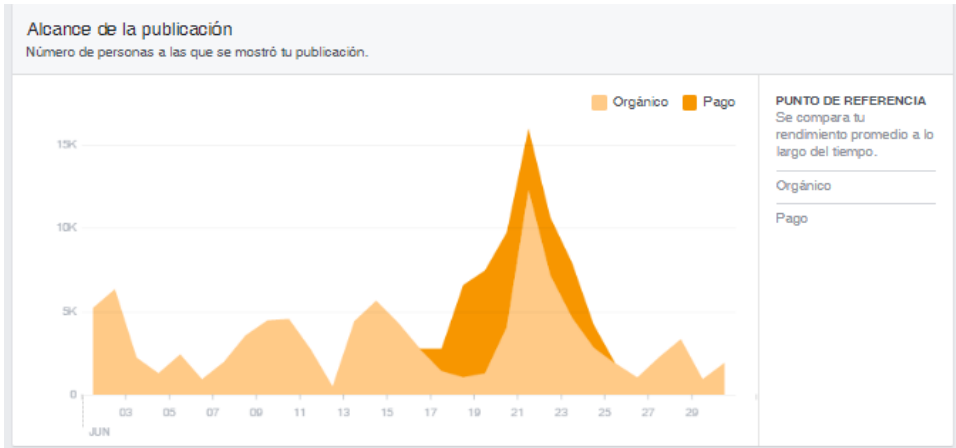 Alcance de la publicación
Número de personas a las que se mostró tu publicación.
Orgánico Pago
15K
10K
5K
0
03 05 07 09 11 13 15 17 19 21 23 25 27 29
JUN
PUNTO DE REFERENCIA
Se compara tu
rendimiento promedio a lo
largo del tiempo.
Orgánico
Pago